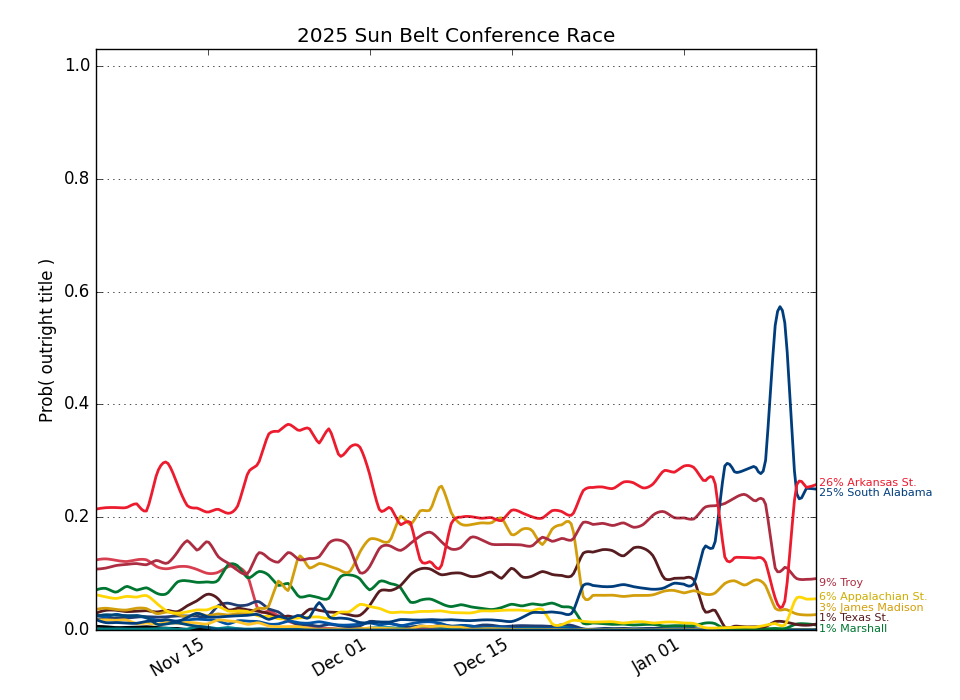 2025 Sun Belt Conference Race
Prob( outright title )
1.0
0.8
0.6
0.4
0.2
0.0
Nov 15
Dec 01
Dec 15
Jan 01
26% Arkansas St.
25% South Alabama
9% Troy
6% Appalachian St.
3% James Madison
1% Texas St.
1% Marshall